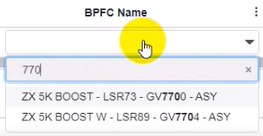 BPFC Name
770
ZX 5K BOOST - LSR73 - GV7700 - ASY
ZX 5K BOOST W - LSR89 - GV7704 - ASY